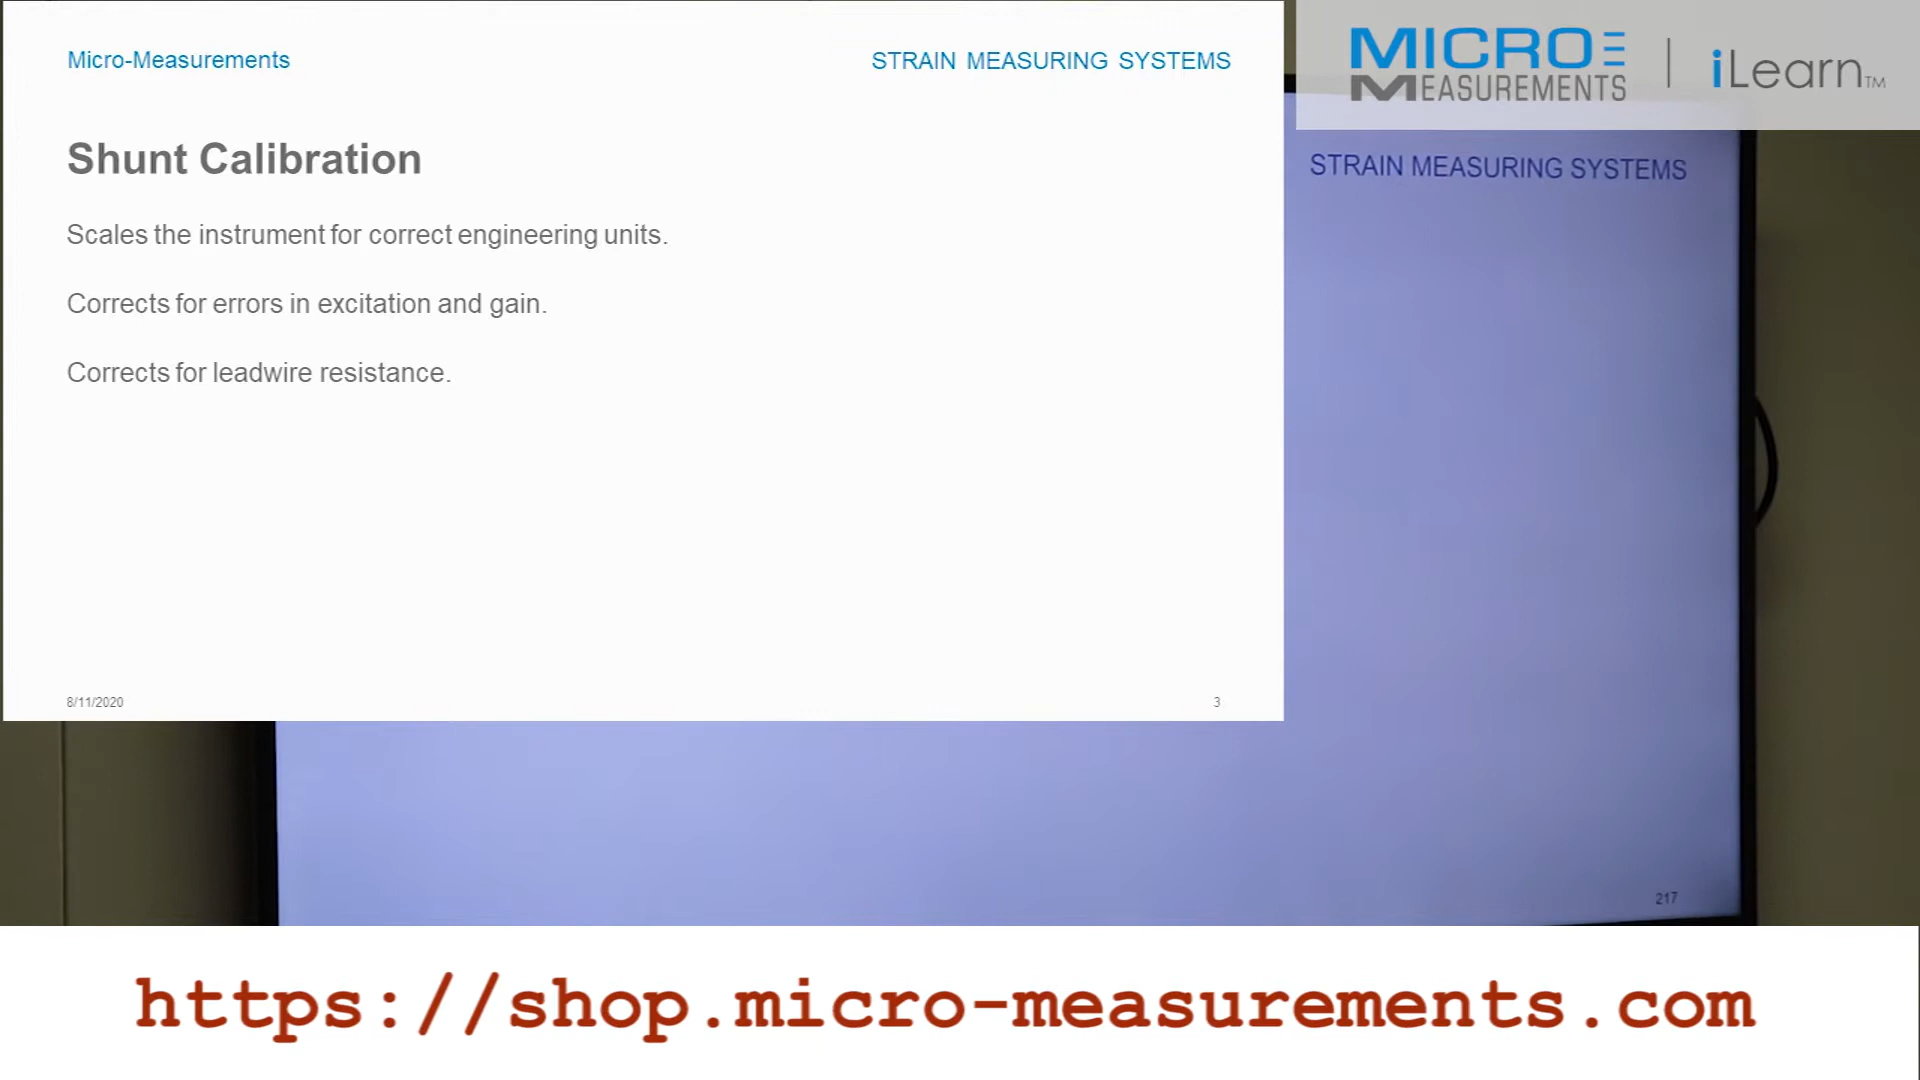 Micro-Measurements
STRAIN MEASURING SYSTEMS
Shunt Calibration
Scales the instrument for correct engineering units.
Corrects for errors in excitation and gain.
Corrects for leadwire resistance.
8/11/2020
3
MICRO
MEASUREMENTS
iLearn™
STRAIN MEASURING SYSTEMS
217
https://shop.micro-measurements.com